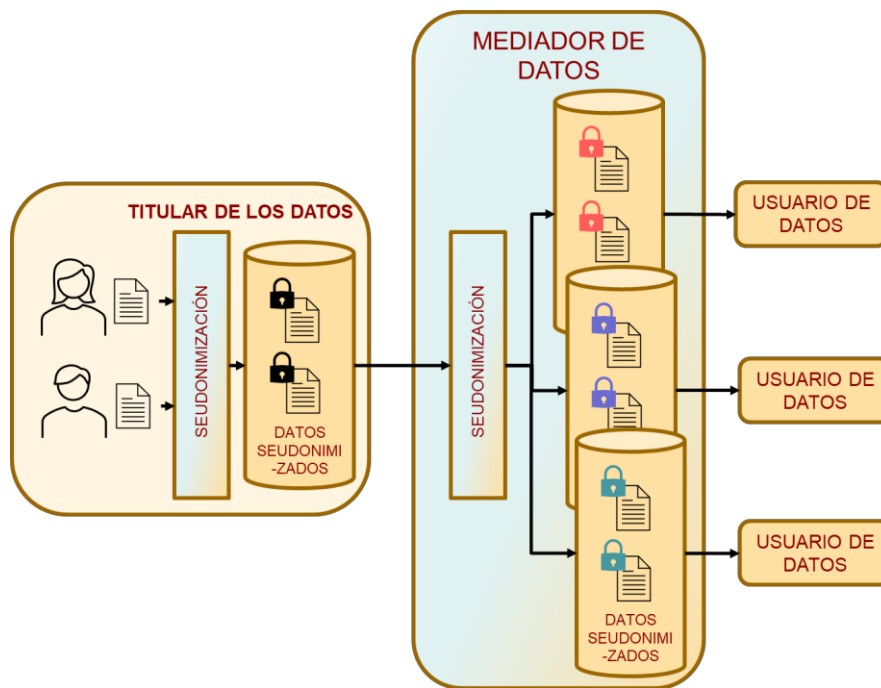 MEDIADOR DE
DATOS
TITULAR DE LOS DATOS
SEUDONIMIZACIÓN
DATOS
SEUDONIMI
-ZADOS
SEUDONIMIZACIÓN
DATOS
SEUDONIMI
-ZADOS
USUARIO DE
DATOS
USUARIO DE
DATOS
USUARIO DE
DATOS